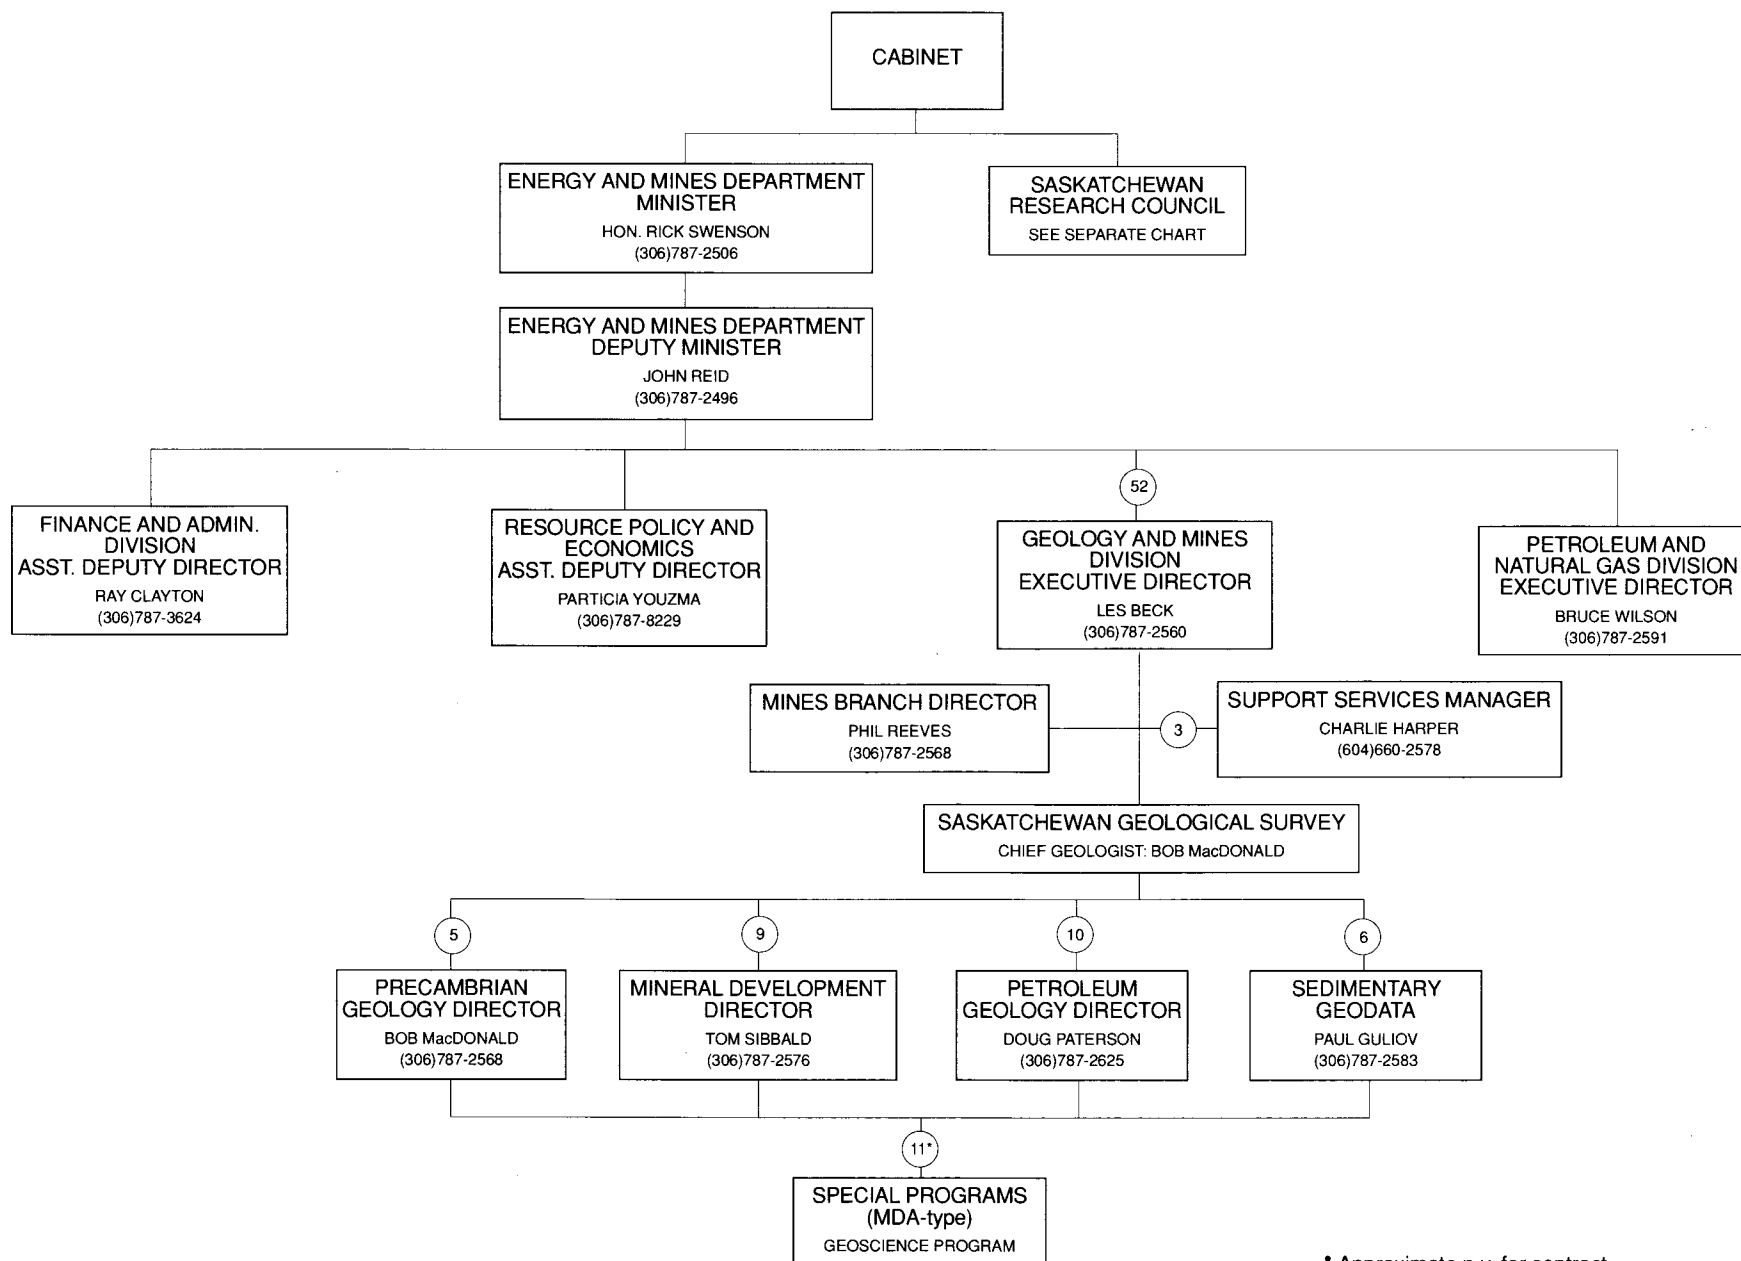 CABINET
ENERGY AND MINES DEPARTMENT
MINISTER
HON. RICK SWENSON
(306)787-2506
SASKATCHEWAN
RESEARCH COUNCIL
SEE SEPARATE CHART
ENERGY AND MINES DEPARTMENT
DEPUTY MINISTER
JOHN REID
(306)787-2496
52
FINANCE AND ADMIN.
DIVISION
ASST. DEPUTY DIRECTOR
RAY CLAYTON
(306)787-3624
RESOURCE POLICY AND
ECONOMICS
ASST. DEPUTY DIRECTOR
PARTICIA YOUZMA
(306)787-8229
GEOLOGY AND MINES
DIVISION
EXECUTIVE DIRECTOR
LES BECK
(306)787-2560
PETROLEUM AND
NATURAL GAS DIVISION
EXECUTIVE DIRECTOR
BRUCE WILSON
(306)787-2591
MINES BRANCH DIRECTOR
PHIL REEVES
(306)787-2568
3
SUPPORT SERVICES MANAGER
CHARLIE HARPER
(604)660-2578
SASKATCHEWAN GEOLOGICAL SURVEY
CHIEF GEOLOGIST: BOB MacDONALD
5
9
10
6
PRECAMBRIAN
GEOLOGY DIRECTOR
BOB MacDONALD
(306)787-2568
MINERAL DEVELOPMENT
DIRECTOR
TOM SIBBALD
(306)787-2576
PETROLEUM
GEOLOGY DIRECTOR
DOUG PATERSON
(306)787-2625
SEDIMENTARY
GEODATA
PAUL GULIOV
(306)787-2583
11*
SPECIAL PROGRAMS
(MDA-type)
GEOSCIENCE PROGRAM
* Approximate p.y. for contract